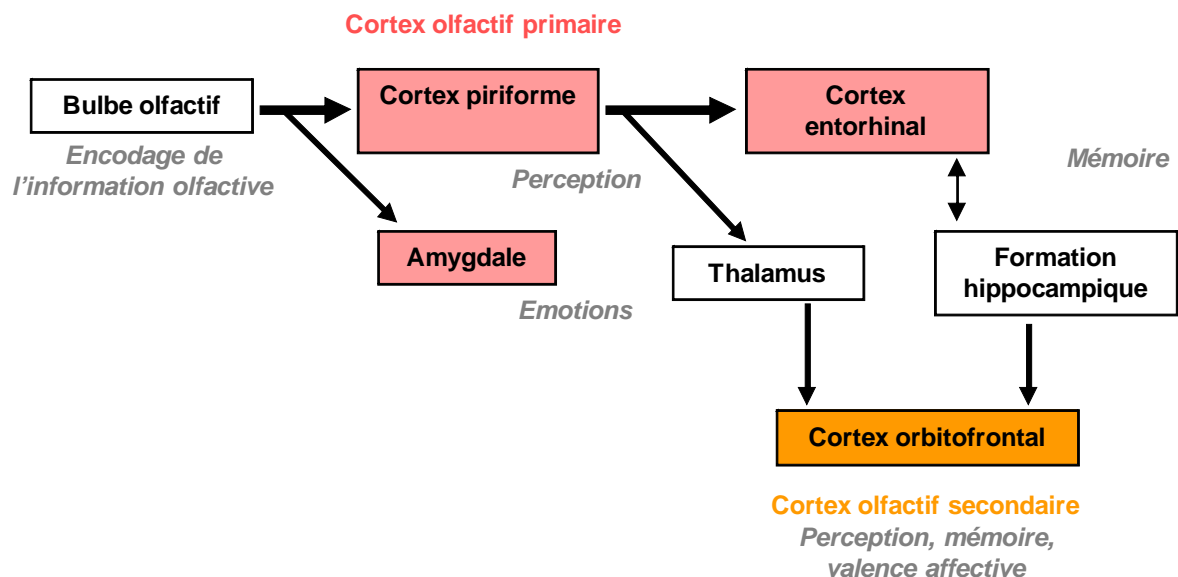 Cortex olfactif primaire
Bulbe olfactif
Cortex piriforme
Cortex
entorhinal
Encodage de
l'information olfactive
Perception
Mémoire
Amygdale
Emotions
Thalamus
Formation
hippocampique
Cortex orbitofrontal
Cortex olfactif secondaire
Perception, mémoire,
valence affective